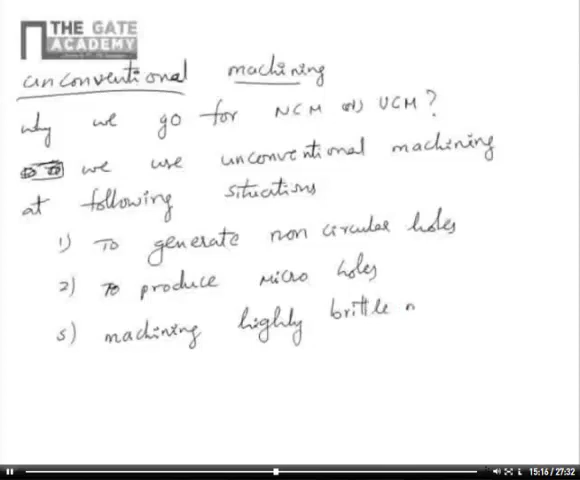 THE GATE
ACADEMY
unconventional machining
why we go for NCM (or) UCM?
we use unconventional machining
at following situations
1) To generate non circular holes
2) To produce micro holes
3) machining highly brittle
15:16 / 27:32